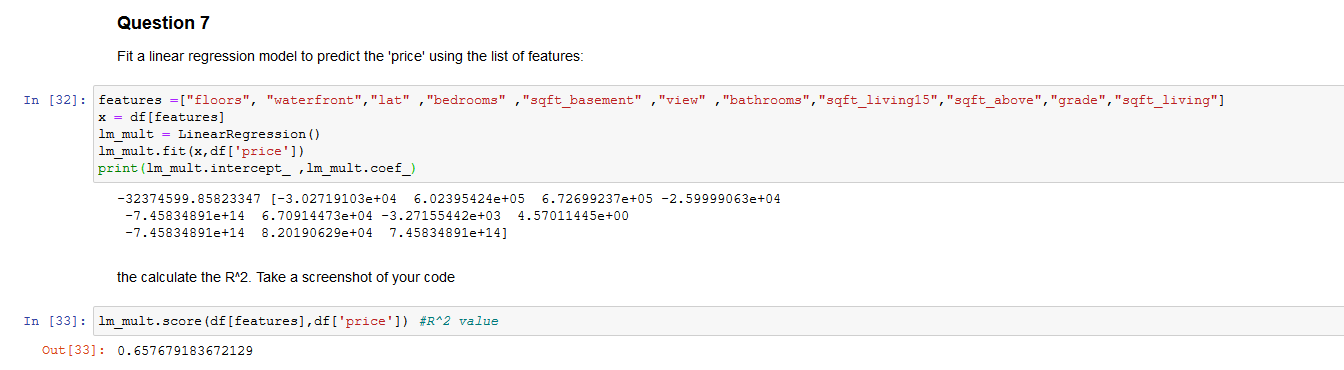 Question 7
Fit a linear regression model to predict the 'price' using the list of features:
In [32]: features =["floors", "waterfront","lat" ,"bedrooms" ,"sqft_basement" ,"view" ,"bathrooms","sqft_living15","sqft_above","grade","sqft_living"]
x = df[features]
lm_mult = LinearRegression()
lm_mult.fit(x,df['price'])
print(lm_mult.intercept_ ,lm_mult.coef_)
-32374599.85823347 [-3.02719103e+04 6.02395424e+05 6.72699237e+05 -2.59999063e+04
-7.45834891e+14 6.70914473e+04 -3.27155442e+03 4.57011445e+00
-7.45834891e+14 8.20190629e+04 7.45834891e+14]
the calculate the R^2. Take a screenshot of your code
In [33]: lm_mult.score(df[features],df['price']) #R^2 value
Out[33]: 0.657679183672129